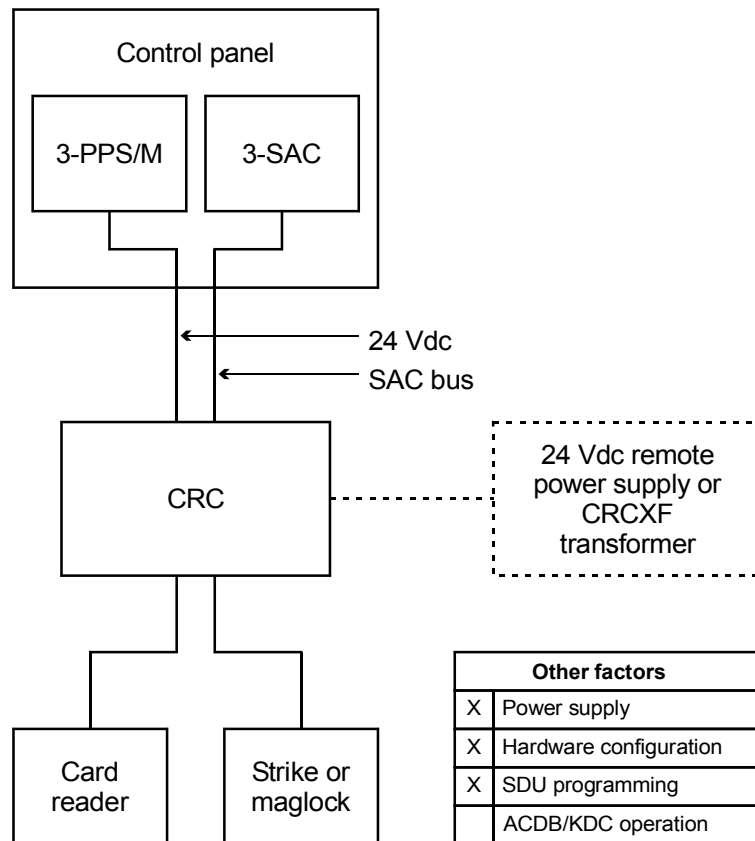 Control panel
3-PPS/M
3-SAC
24 Vdc
SAC bus
CRC
24 Vdc remote
power supply or
CRCXF
transformer
Card
reader
Strike or
maglock
Other factors
X Power supply
X Hardware configuration
X SDU programming
ACDB/KDC operation